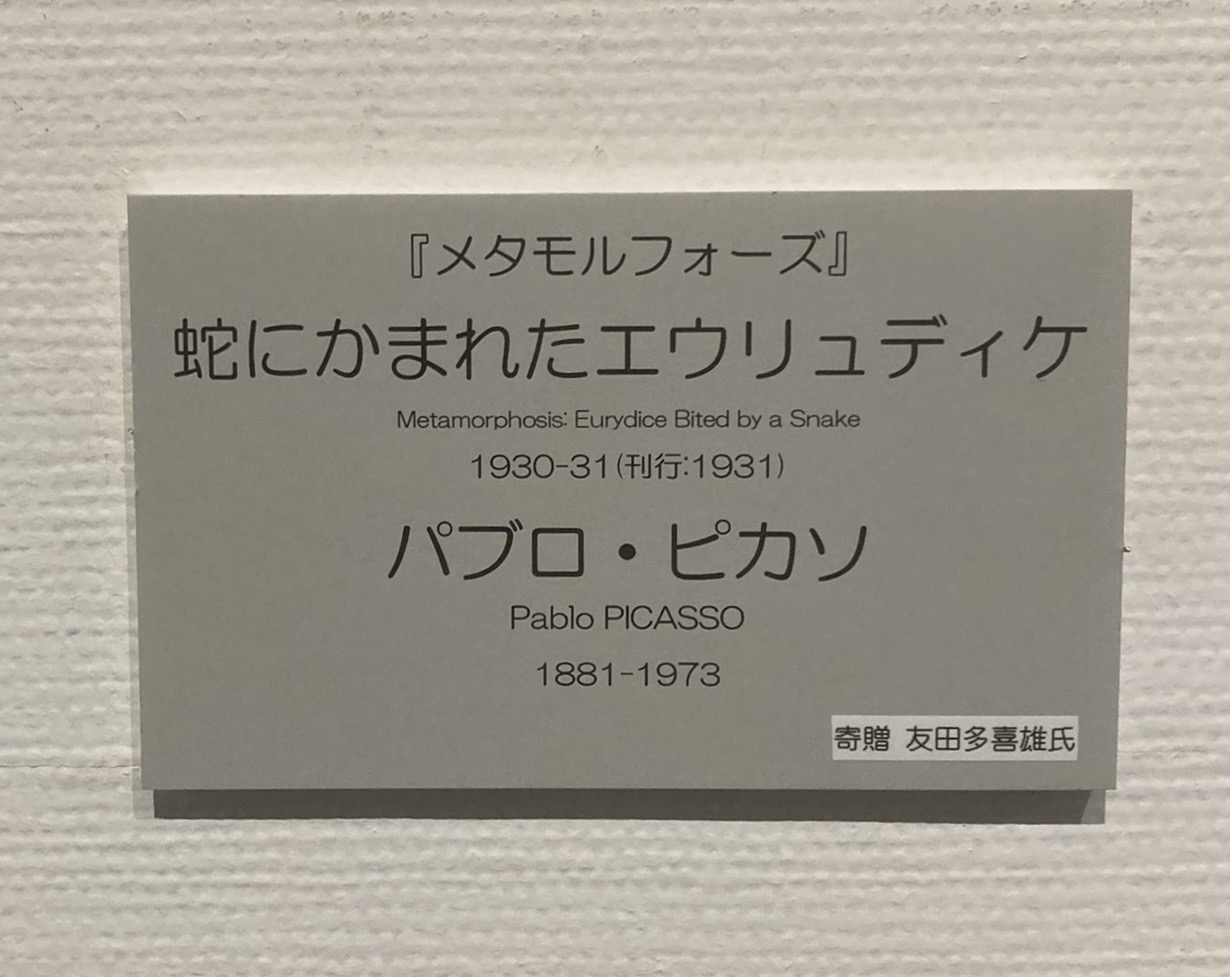 『メタモルフォーズ』
蛇にかまれたエウリュディケ
Metamorphosis: Eurydice Bited by a Snake
1930-31(刊行:1931)
パブロ・ピカソ
Pablo PICASSO
1881-1973
寄贈 友田多喜雄氏